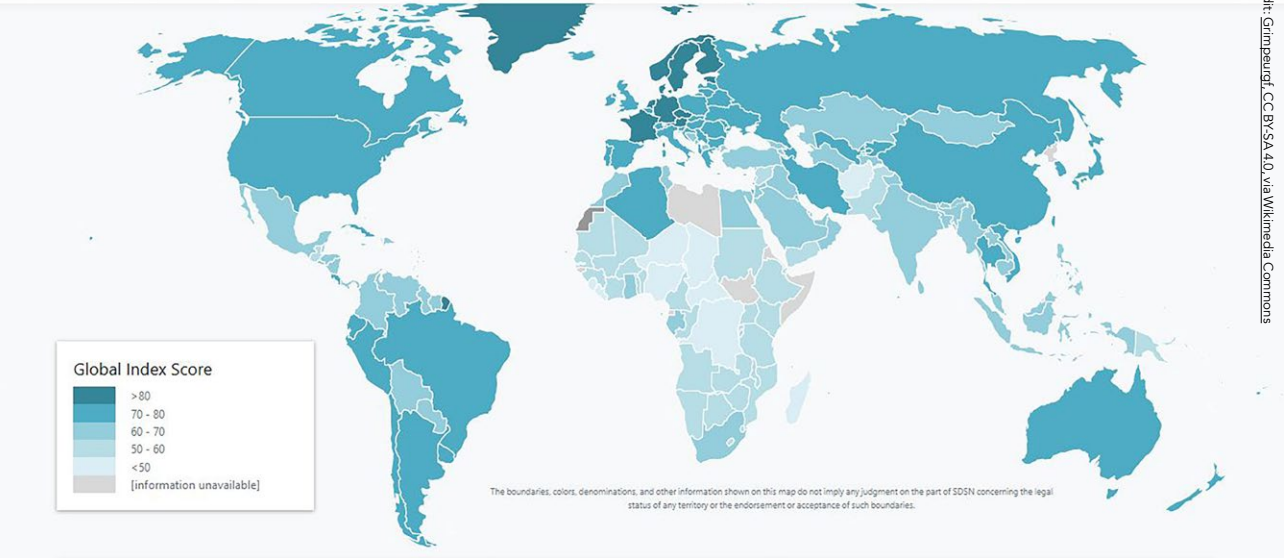 Global Index Score
>80
70 - 80
60 - 70
50 - 60
<50
[information unavailable]
The boundaries, colors, denominations, and other information shown on this map do not imply any judgment on the part of SDSN concerning the legal
status of any territory or the endorsement or acceptance of such boundaries.
Grimpeurgf, CC BY-SA 4.0, via Wikimedia Commons